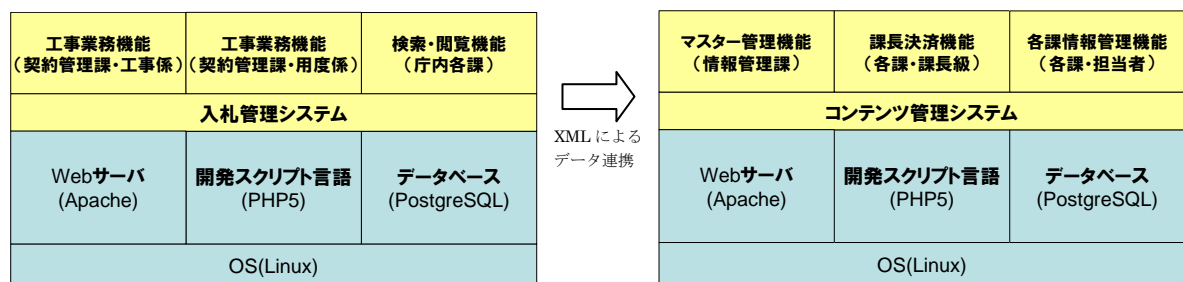 工事業務機能
(契約管理課・工事係)
工事業務機能
(契約管理課・用度係)
検索・閲覧機能
(庁内各課)
入札管理システム
Webサーバ
(Apache)
開発スクリプト言語
(PHP5)
データベース
(PostgreSQL)
OS(Linux)
XML による
データ連携
マスター管理機能
(情報管理課)
課長決済機能
(各課・課長級)
各課情報管理機能
(各課・担当者)
コンテンツ管理システム
Webサーバ
(Apache)
開発スクリプト言語
(PHP5)
データベース
(PostgreSQL)
OS(Linux)